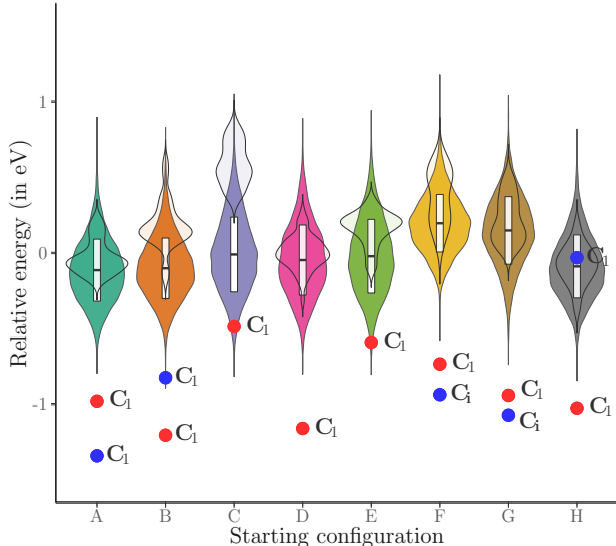 Relative energy (in eV)
1
0
-1
C₁
C₁
C₁
C₁
C₁
C₁
C₁
C₁
Cᵢ
C₁
Cᵢ
C₁
C₁
A B C D E F G H
Starting configuration